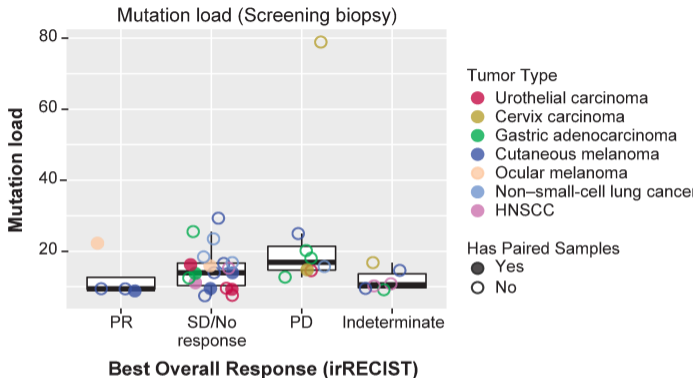 Mutation load (Screening biopsy)
80
60
40
20
Mutation load
PR
SD/No
response
PD
Indeterminate
Best Overall Response (irRECIST)
Tumor Type
Urothelial carcinoma
Cervix carcinoma
Gastric adenocarcinoma
Cutaneous melanoma
Ocular melanoma
Non–small-cell lung cancer
HNSCC
Has Paired Samples
Yes
No